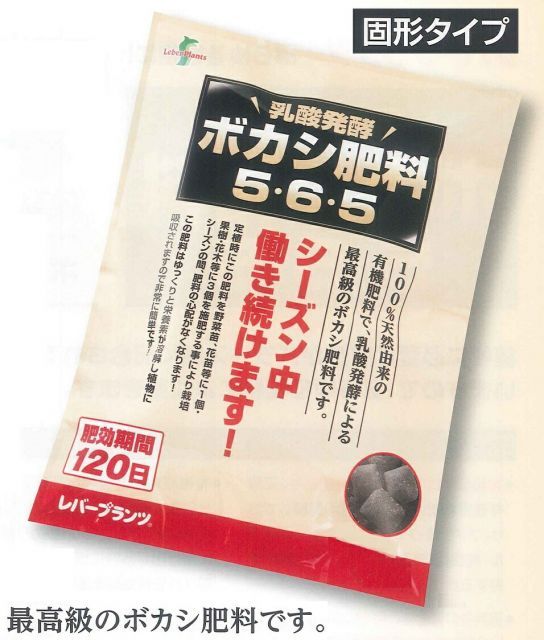 固形タイプ
LebenPlants
乳酸発酵
ボカシ肥料
5・6・5
100%天然由来の
有機肥料で、乳酸発酵による
最高級のボカシ肥料です。
シーズン中
働き続けます!
定植時にこの肥料を野菜苗、花苗等に1個・
果樹・花木等に3個を施肥する事により栽培
シーズンの間、肥料の心配がなくなります!
この肥料はゆっくりと栄養素が溶解し植物に
吸収されますので非常に簡単です!
肥効期間
120日
レバープランツ®
最高級のボカシ肥料です。